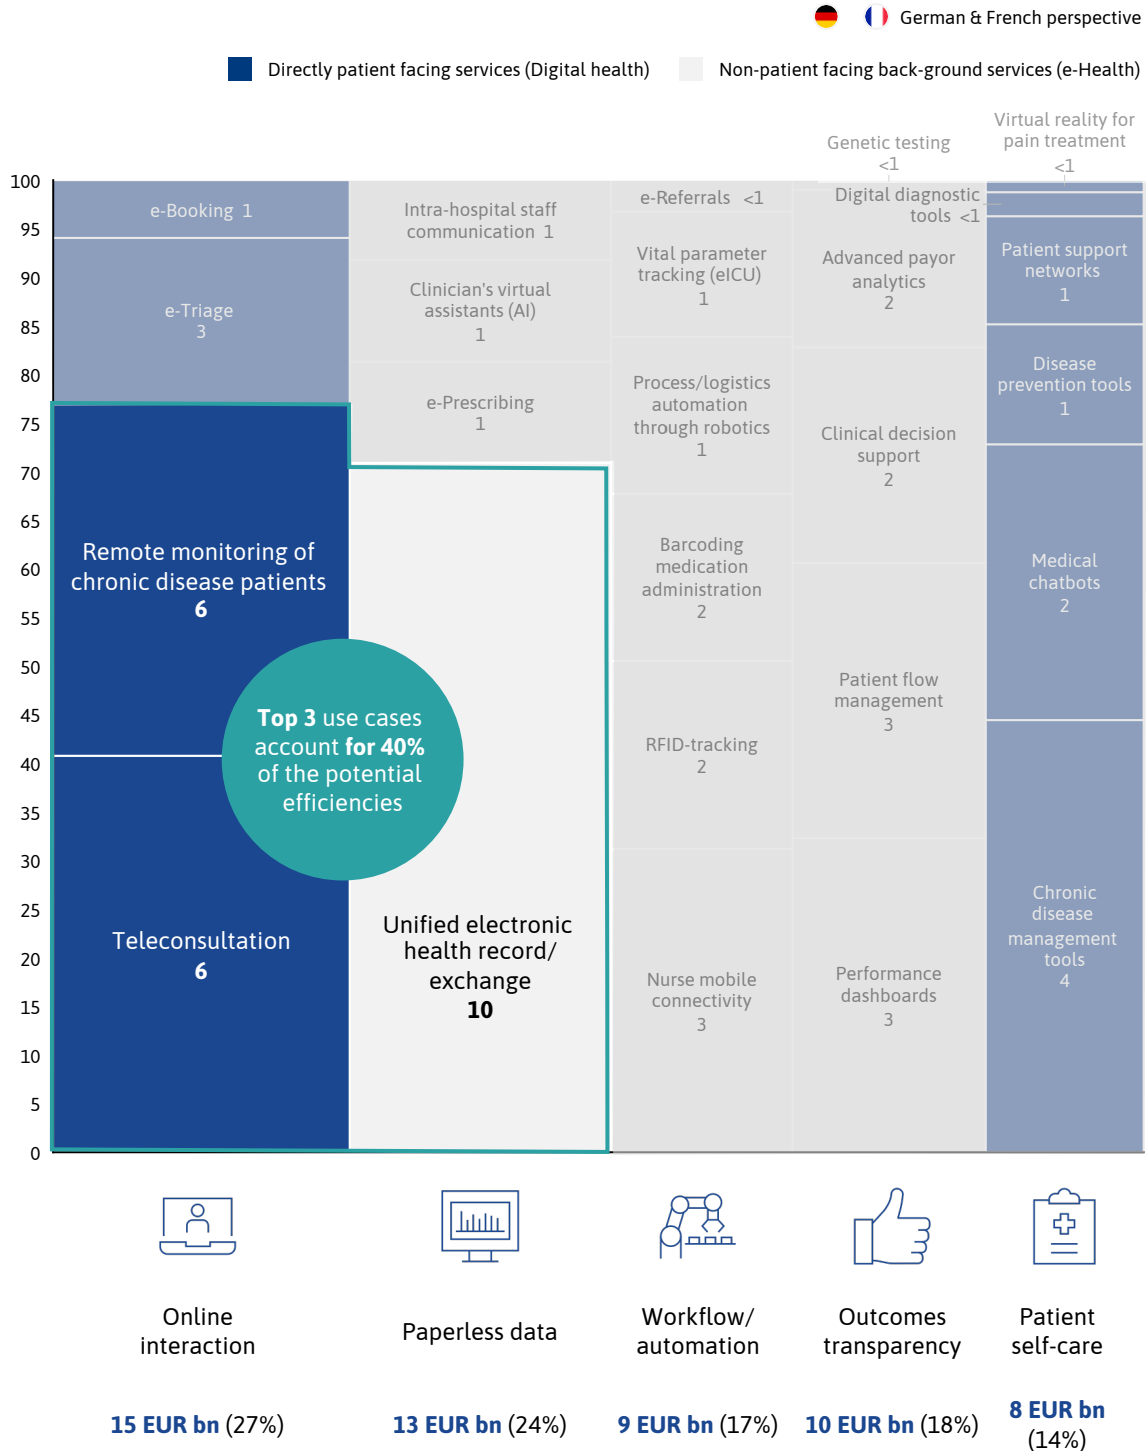 German & French perspective
Directly patient facing services (Digital health)
Non-patient facing back-ground services (e-Health)
100
95
90
85
80
75
70
65
60
55
50
45
40
35
30
25
20
15
10
5
0
e-Booking 1
e-Triage
3
Remote monitoring of
chronic disease patients
6
Teleconsultation
6
Top 3 use cases
account for 40%
of the potential
efficiencies
Intra-hospital staff
communication 1
Clinician's virtual
assistants (AI)
1
e-Prescribing
1
Unified electronic
health record/
exchange
10
e-Referrals <1
Vital parameter
tracking (eICU)
1
Process/logistics
automation
through robotics
1
Barcoding
medication
administration
2
RFID-tracking
2
Nurse mobile
connectivity
3
Genetic testing
<1
Digital diagnostic
tools <1
Advanced payor
analytics
2
Clinical decision
support
2
Patient flow
management
3
Performance
dashboards
3
Virtual reality for
pain treatment
<1
Patient support
networks
1
Disease
prevention tools
1
Medical
chatbots
2
Chronic
disease
management
tools
4
Online
interaction
15 EUR bn (27%)
Paperless data
13 EUR bn (24%)
Workflow/
automation
9 EUR bn (17%)
Outcomes
transparency
10 EUR bn (18%)
Patient
self-care
8 EUR bn
(14%)